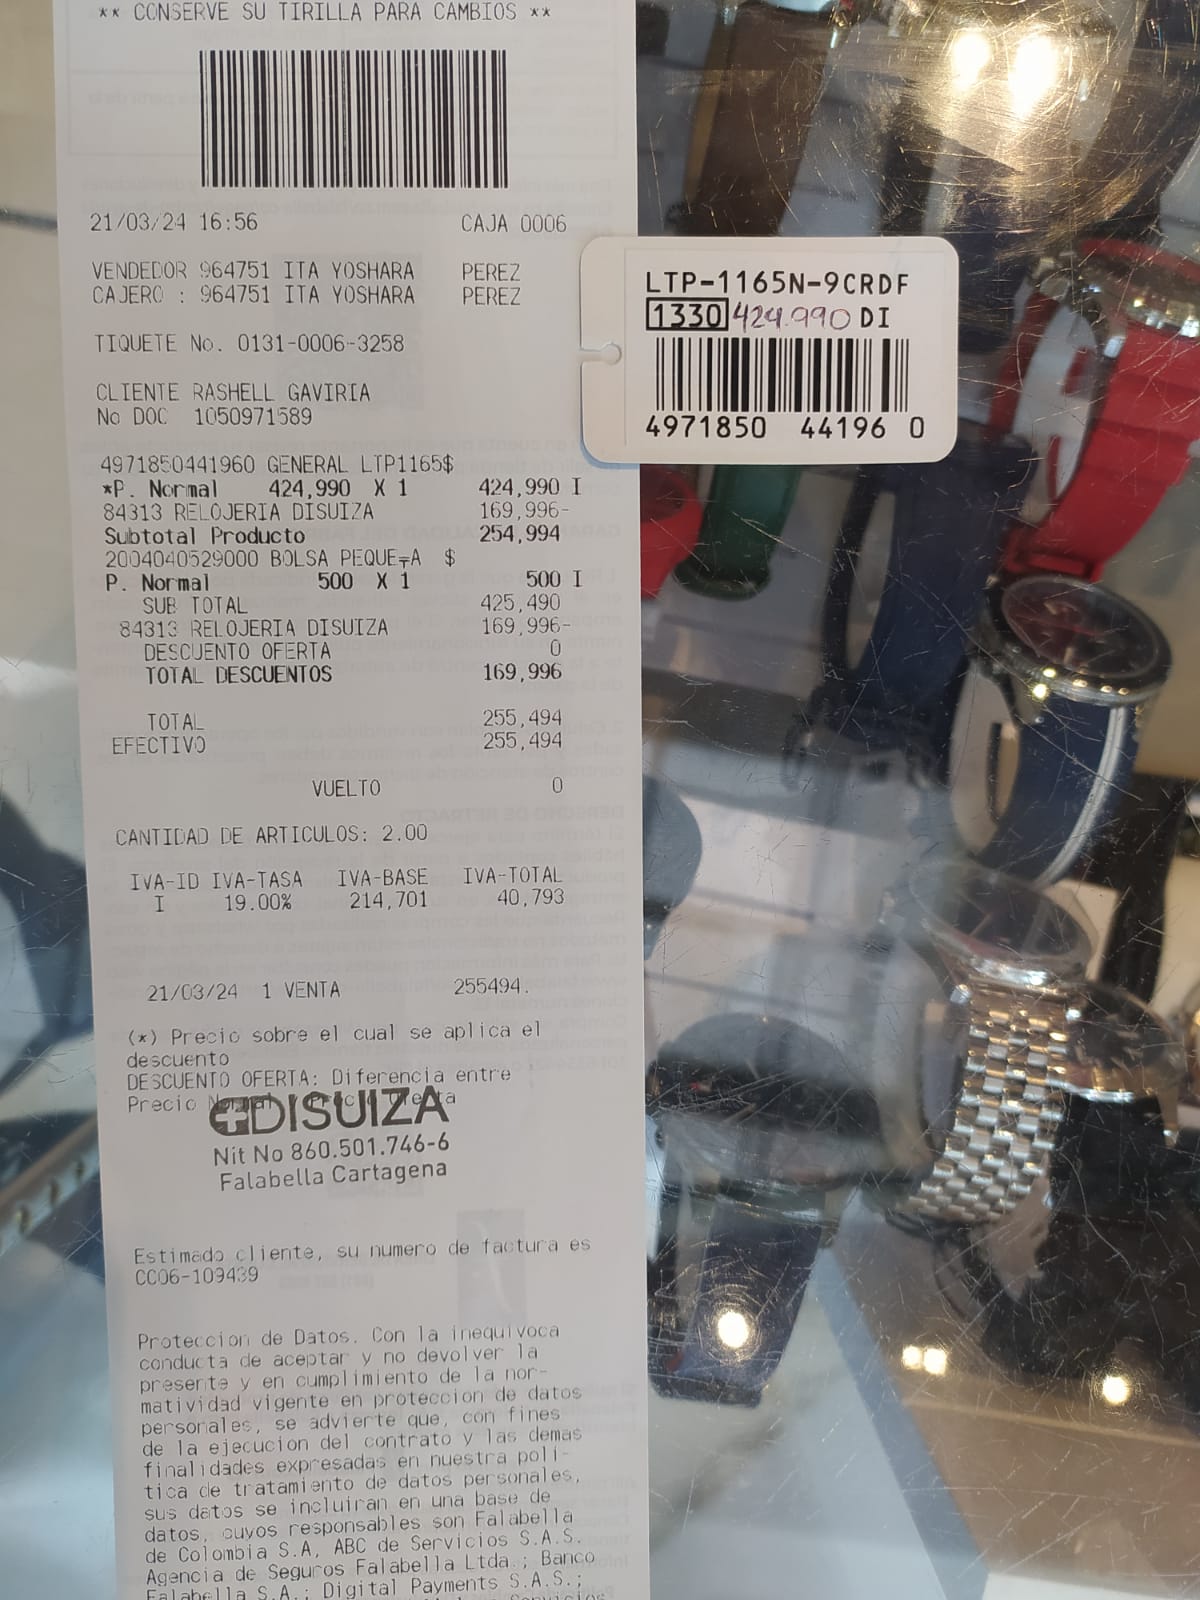 ** CONSERVE SU TIRILLA PARA CAMBIOS **
21/03/24 16:56 CAJA 0006
VENDEDOR 964751 ITA YOSHARA PEREZ
CAJERO : 964751 ITA YOSHARA PEREZ
TIQUETE No. 0131-0006-3258
CLIENTE RASHELL GAVIRIA
No DOC 1050971589
4971850441960 GENERAL LTP1165$
*P. Normal 424,990 X 1 424,990 I
84313 RELOJERIA DISUIZA 169,996-
Subtotal Producto 254,994
2004040529000 BOLSA PEQUE╤A $
P. Normal 500 X 1 500 I
SUB TOTAL 425,490
84313 RELOJERIA DISUIZA 169,996-
DESCUENTO OFERTA 0
TOTAL DESCUENTOS 169,996
TOTAL 255,494
EFECTIVO 255,494
VUELTO 0
CANTIDAD DE ARTICULOS: 2.00
IVA-ID IVA-TASA IVA-BASE IVA-TOTAL
I 19.00% 214,701 40,793
21/03/24 1 VENTA 255494.
(*) Precio sobre el cual se aplica el
descuento
DESCUENTO OFERTA: Diferencia entre
Precio
DISUIZA
Nit No 860.501.746-6
Falabella Cartagena
Estimado cliente, su numero de factura es
CC06-109439
Proteccion de Datos. Con la inequivoca
conducta de aceptar y no devolver la
presente y en cumplimiento de la nor-
matividad vigente en proteccion de datos
personales, se advierte que, con fines
de la ejecucion del contrato y las demas
finalidades expresadas en nuestra poli-
tica de tratamiento de datos personales,
sus datos se incluiran en una base de
datos, cuyos responsables son Falabella
de Colombia S.A, ABC de Servicios S.A.S.
Agencia de Seguros Falabella Ltda.; Banco
Falabella S.A.; Digital Payments S.A.S.;
LTP-1165N-9CRDF
1330 424.990 DI
4971850 44196 0